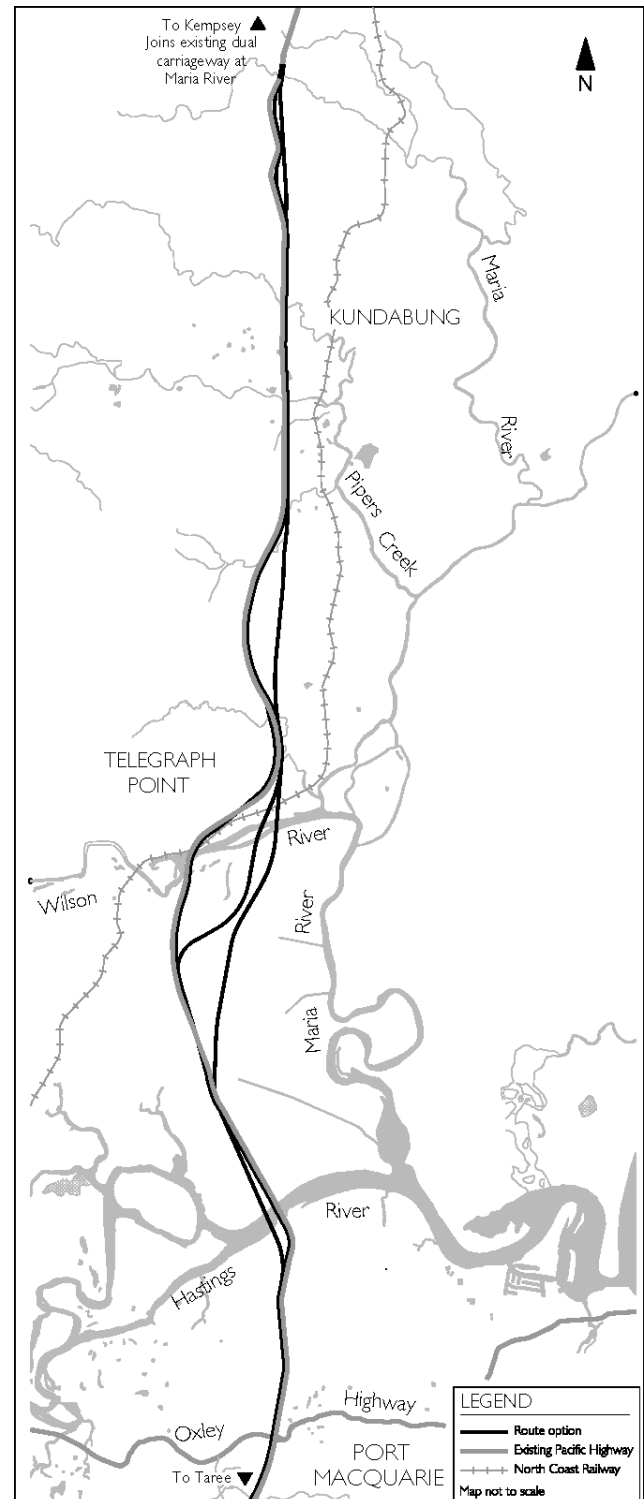 To Kempsey ▲
Joins existing dual
carriageway at
Maria River
N
Maria
River
KUNDABUNG
Pipers
Creek
TELEGRAPH
POINT
River
Wilson
River
Maria
River
Hastings
Highway
Oxley
PORT
MACQUARIE
To Taree ▼
LEGEND
Route option
Existing Pacific Highway
North Coast Railway
Map not to scale